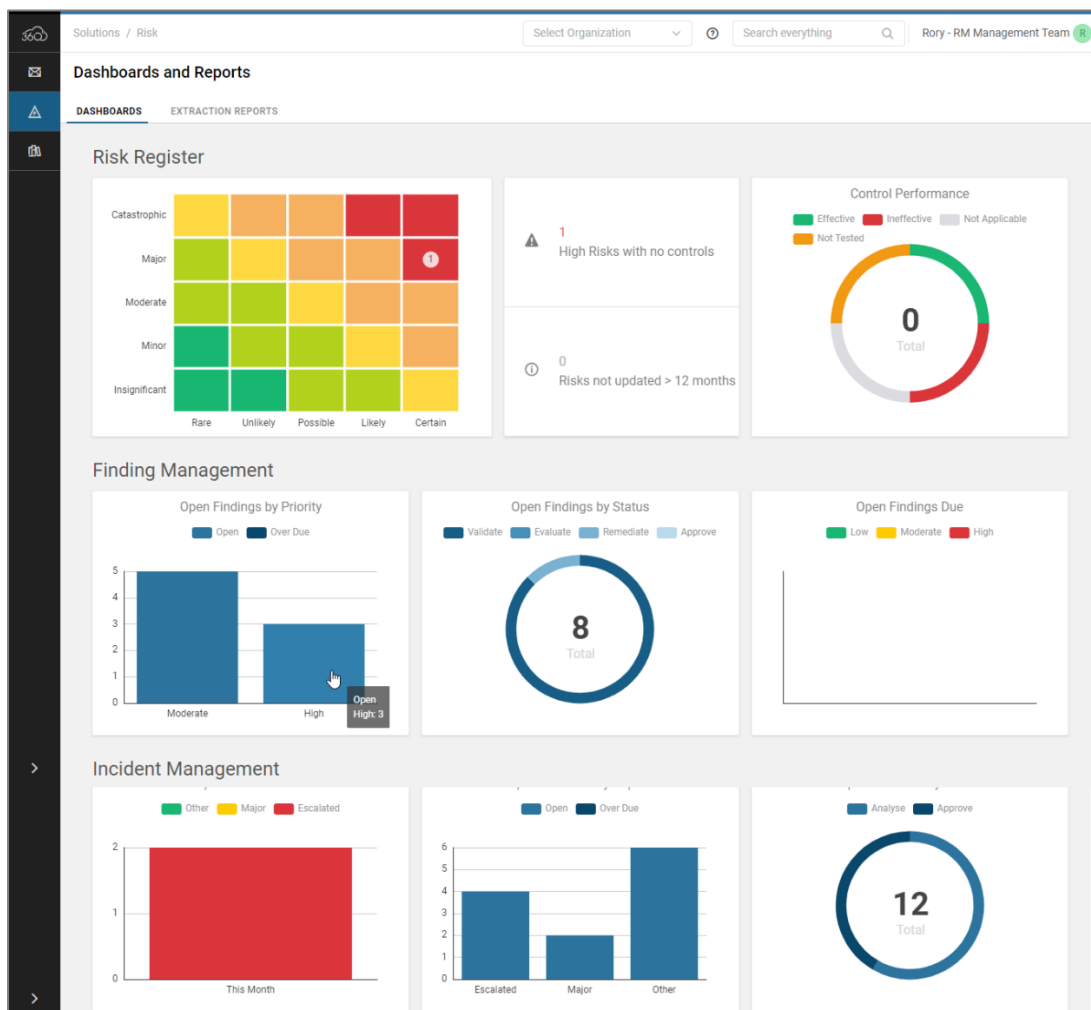 360
Solutions / Risk
Select Organization
Search everything
Rory - RM Management Team R
Dashboards and Reports
DASHBOARDS EXTRACTION REPORTS
Risk Register
Catastrophic
Major
Moderate
Minor
Insignificant
Rare Unlikely Possible Likely Certain
1
1
High Risks with no controls
0
Risks not updated > 12 months
Control Performance
Effective Ineffective Not Applicable
Not Tested
0
Total
Finding Management
Open Findings by Priority
Open Over Due
5
4
3
2
1
0
Moderate High
Open
High: 3
Open Findings by Status
Validate Evaluate Remediate Approve
8
Total
Open Findings Due
Low Moderate High
Incident Management
Other Major Escalated
2
1
0
This Month
Open Over Due
6
5
4
3
2
1
0
Escalated Major Other
Analyse Approve
12
Total